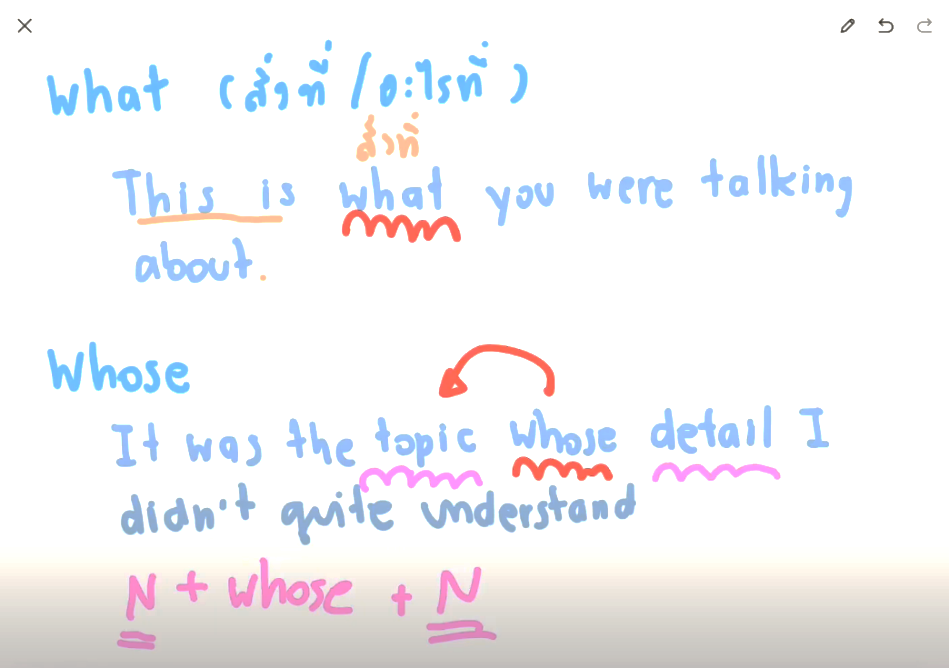 What (สิ่งที่/อะไรที่)
สิ่งที่
This is what you were talking
about.
Whose
It was the topic whose detail I
didn't quite understand
N + whose + N